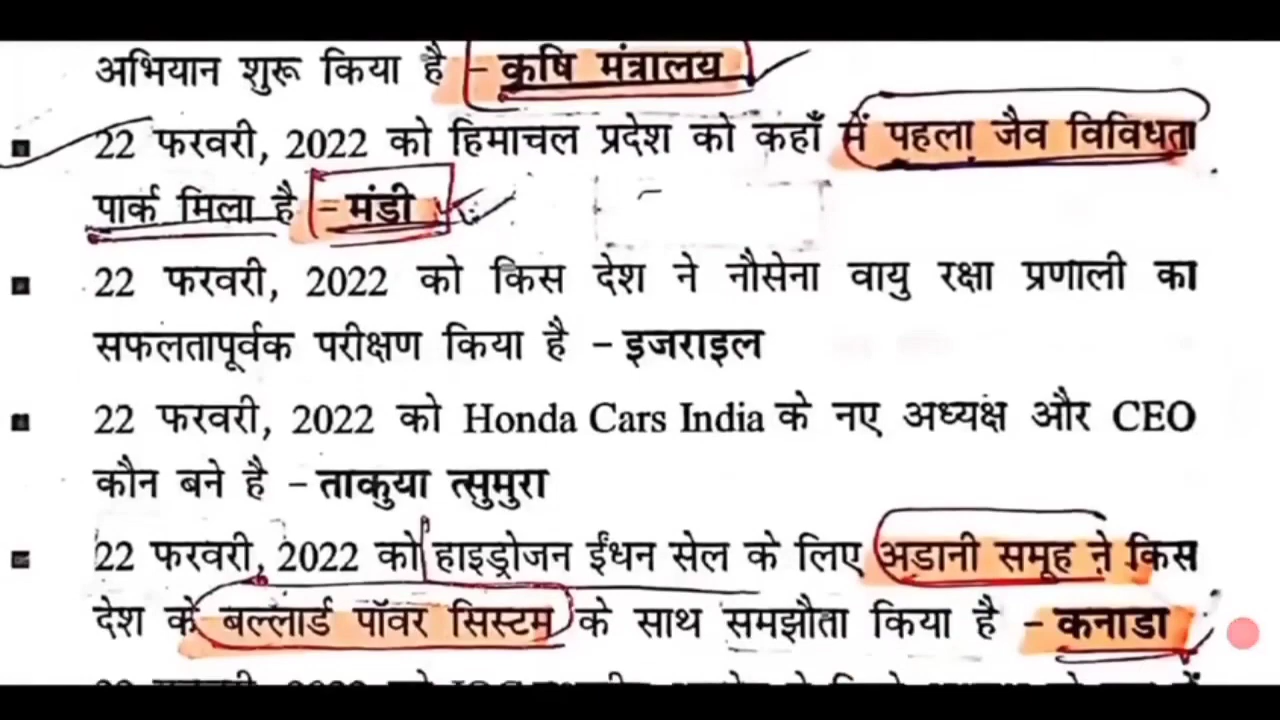 अभियान शुरू किया है – कृषि मंत्रालय
22 फरवरी, 2022 को हिमाचल प्रदेश को कहाँ में पहला जैव विविधता
पार्क मिला है – मंडी
22 फरवरी, 2022 को किस देश ने नौसेना वायु रक्षा प्रणाली का
सफलतापूर्वक परीक्षण किया है – इजराइल
22 फरवरी, 2022 को Honda Cars India के नए अध्यक्ष और CEO
कौन बने है – ताकुया त्सुमुरा
22 फरवरी, 2022 को हाइड्रोजन ईंधन सेल के लिए अडानी समूह ने किस
देश के बल्लार्ड पॉवर सिस्टम के साथ समझौता किया है – कनाडा